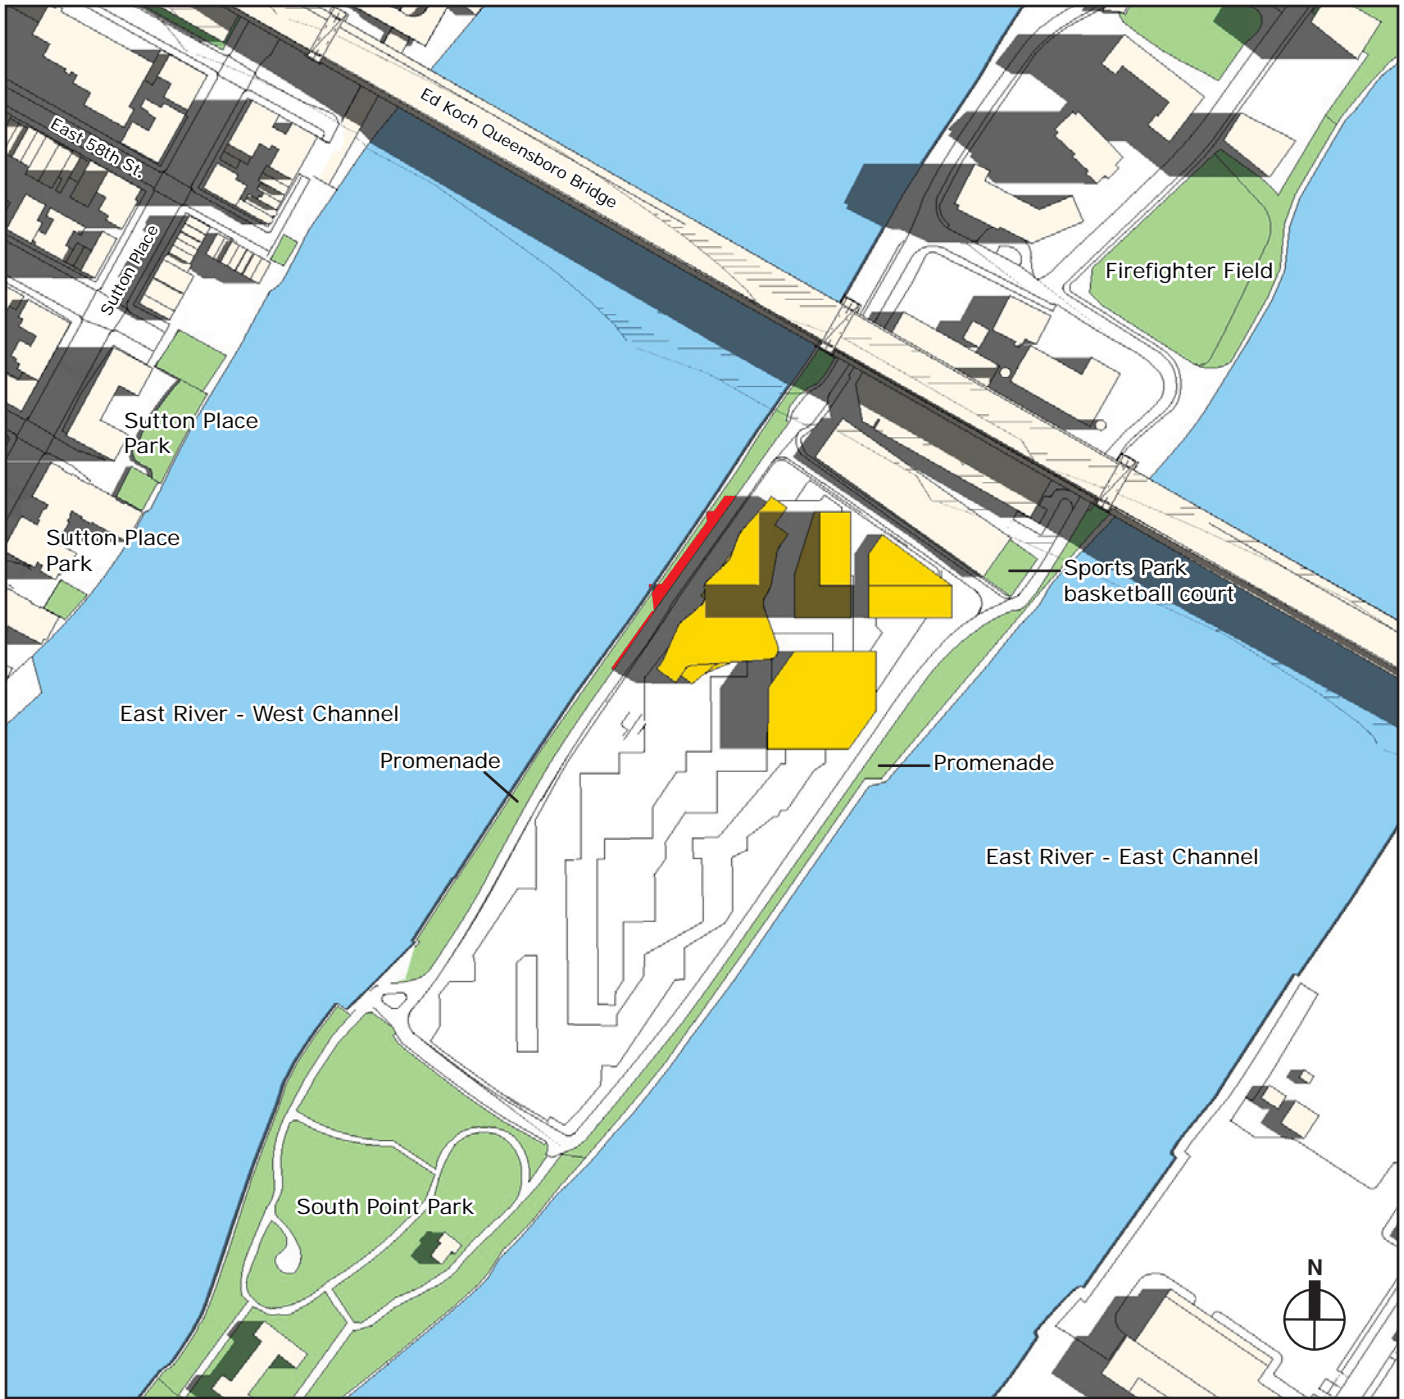 Ed Koch Queensboro Bridge
East 58th St.
Sutton Place
Firefighter Field
Sutton Place
Park
Sutton Place
Park
Sports Park
basketball court
East River - West Channel
Promenade
Promenade
East River - East Channel
South Point Park
N